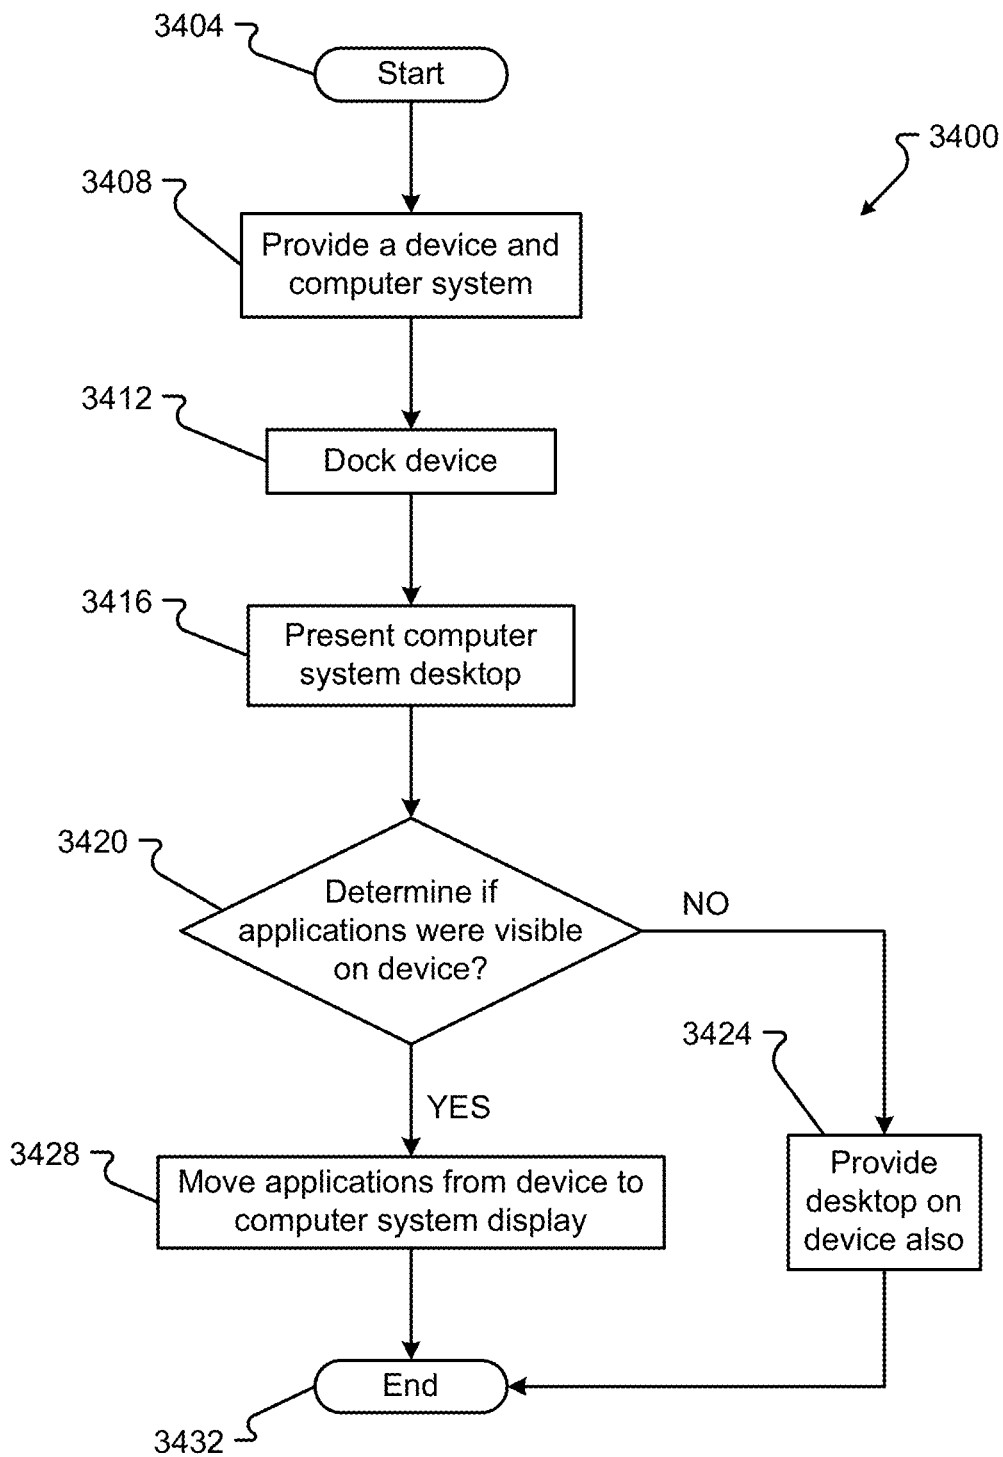 3404
Start
3400
3408
Provide a device and
computer system
3412
Dock device
3416
Present computer
system desktop
3420
Determine if
applications were visible
on device?
NO
3424
Provide
desktop on
device also
YES
3428
Move applications from device to
computer system display
End
3432